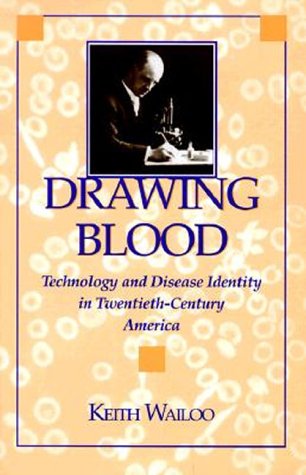 DRAWING
BLOOD
Technology and Disease Identity
in Twentieth-Century
America
KEITH WAILOO